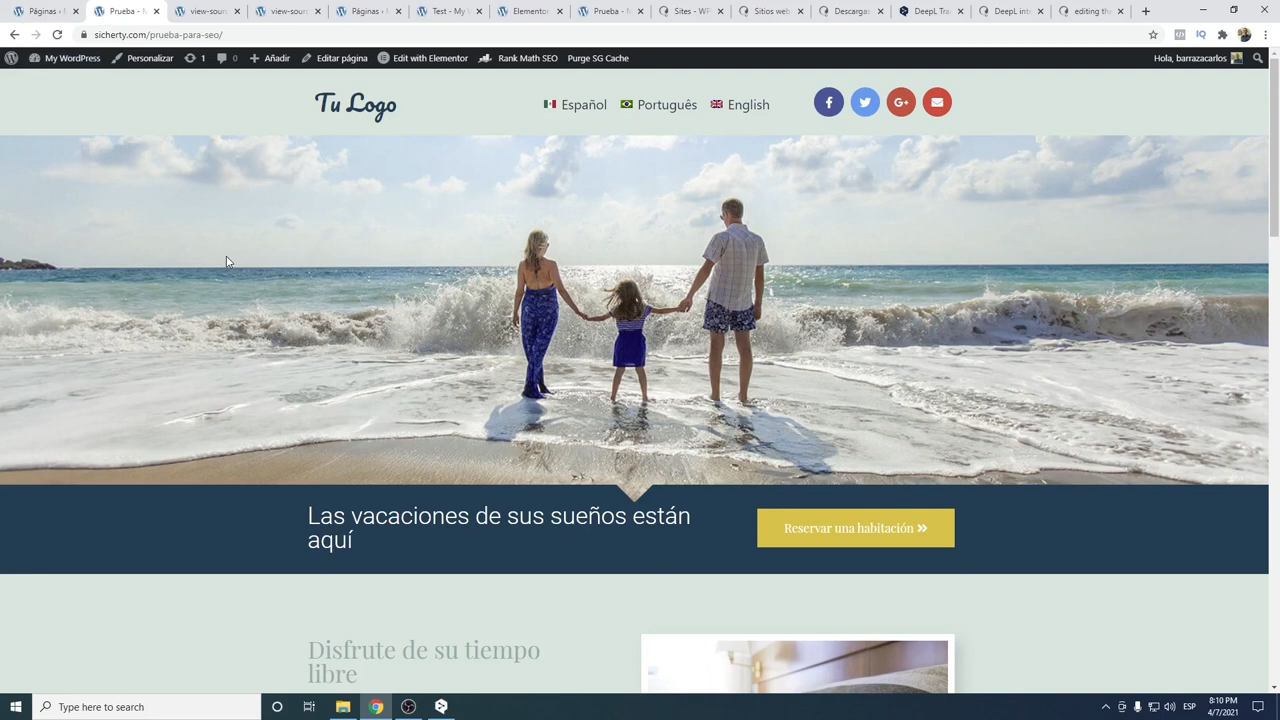 Páginas ‹ M
Prueba - M
view-sourc
view-sourc
Páginas ‹ M
Test - My W
Elementor
Prueba - M
Sites - WP
Sitios web
Descargas
DeepL Tra
DeepL inte
editing the
sicherty.com/prueba-para-seo/
My WordPress
Personalizar
1
0
Añadir
Editar página
Edit with Elementor
Rank Math SEO
Purge SG Cache
Hola, barrazacarlos
Tu Logo
Español
Português
English
Las vacaciones de sus sueños están
aquí
Reservar una habitación »
Disfrute de su tiempo
libre
Type here to search
ESP
8:10 PM
4/7/2021